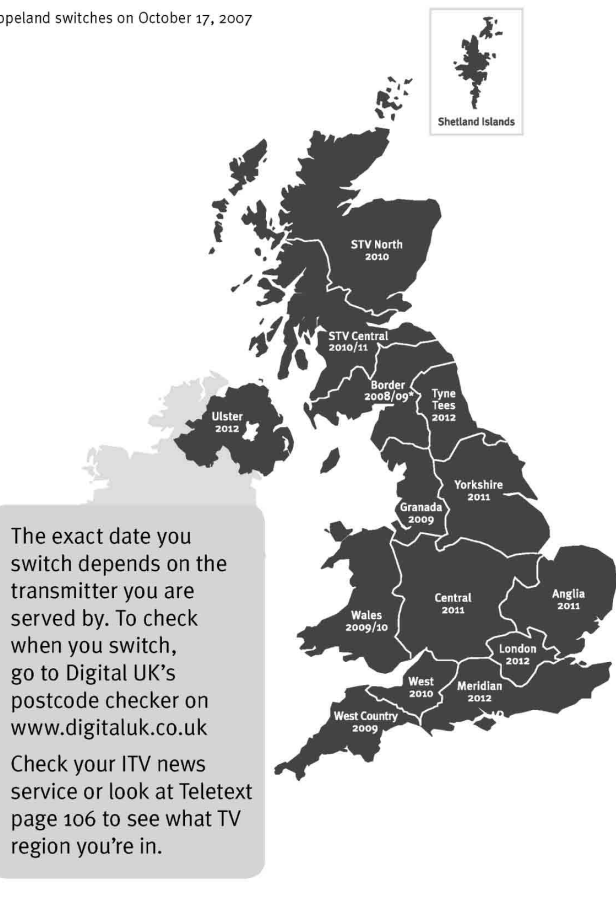 switches on October 17, 2007
Shetland Islands
STV North
2010
STV Central
2010/11
Border
2008/09*
Tyne
Tees
2012
Ulster
2012
Yorkshire
2011
Granada
2009
Central
2011
Anglia
2011
Wales
2009/10
London
2012
West
2010
Meridian
2012
West Country
2009
The exact date you
switch depends on the
transmitter you are
served by. To check
when you switch,
go to Digital UK's
postcode checker on
www.digitaluk.co.uk
Check your ITV news
service or look at Teletext
page 106 to see what TV
region you're in.